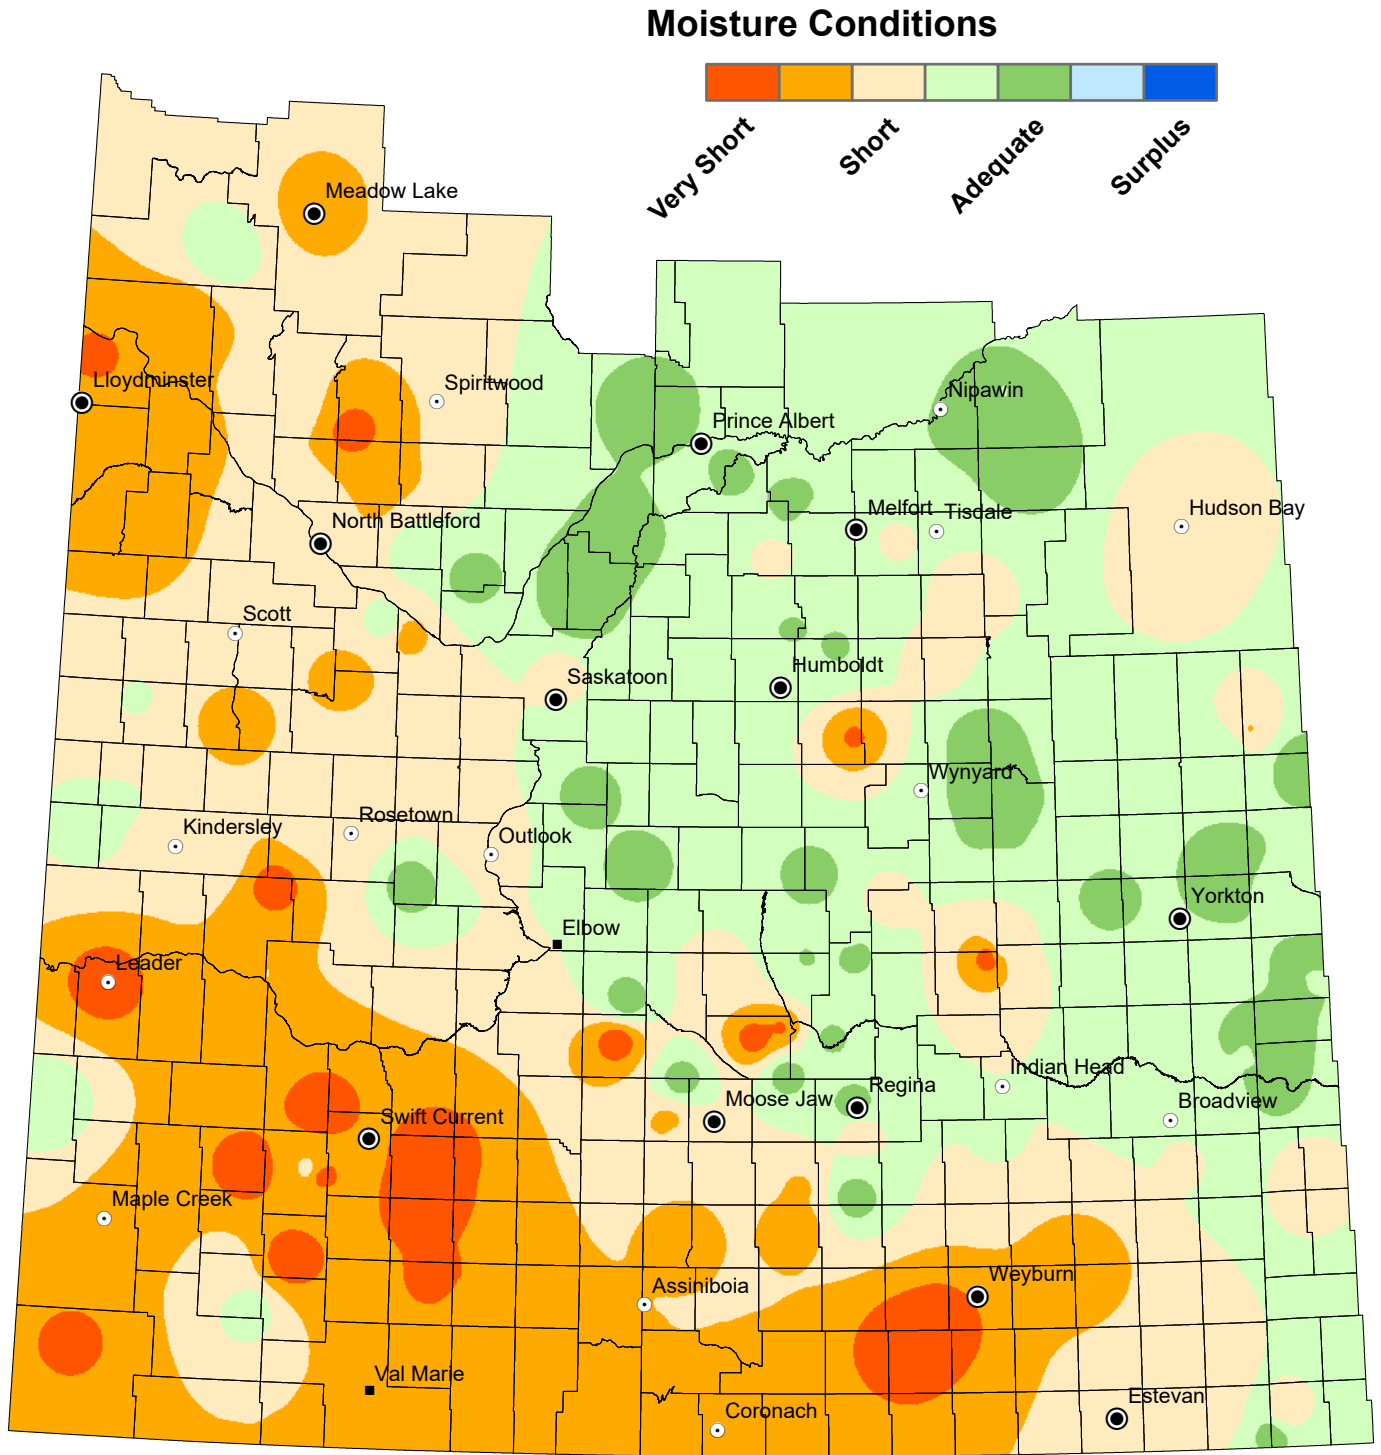 Moisture Conditions
Very Short
Short
Adequate
Surplus
Meadow Lake
Lloydminster
Spiritwood
Nipawin
Prince Albert
Hudson Bay
Melfort
Tisdale
North Battleford
Scott
Humboldt
Saskatoon
Wynyard
Rosetown
Kindersley
Outlook
Yorkton
Elbow
Leader
Indian Head
Regina
Moose Jaw
Broadview
Swift Current
Maple Creek
Weyburn
Assiniboia
Val Marie
Estevan
Coronach